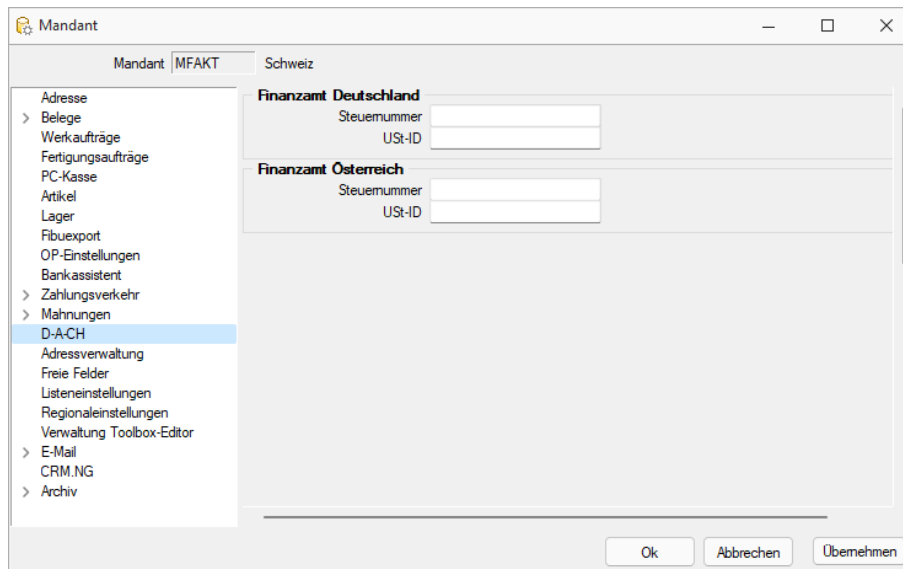 Mandant
Mandant MFAKT Schweiz
Adresse
Belege
Werkaufträge
Fertigungsaufträge
PC-Kasse
Artikel
Lager
Fibuexport
OP-Einstellungen
Bankassistent
Zahlungsverkehr
Mahnungen
D-A-CH
Adressverwaltung
Freie Felder
Listeneinstellungen
Regionaleinstellungen
Verwaltung Toolbox-Editor
E-Mail
CRM.NG
Archiv
Finanzamt Deutschland
Steuernummer
USt-ID
Finanzamt Österreich
Steuernummer
USt-ID
Ok Abbrechen Übernehmen